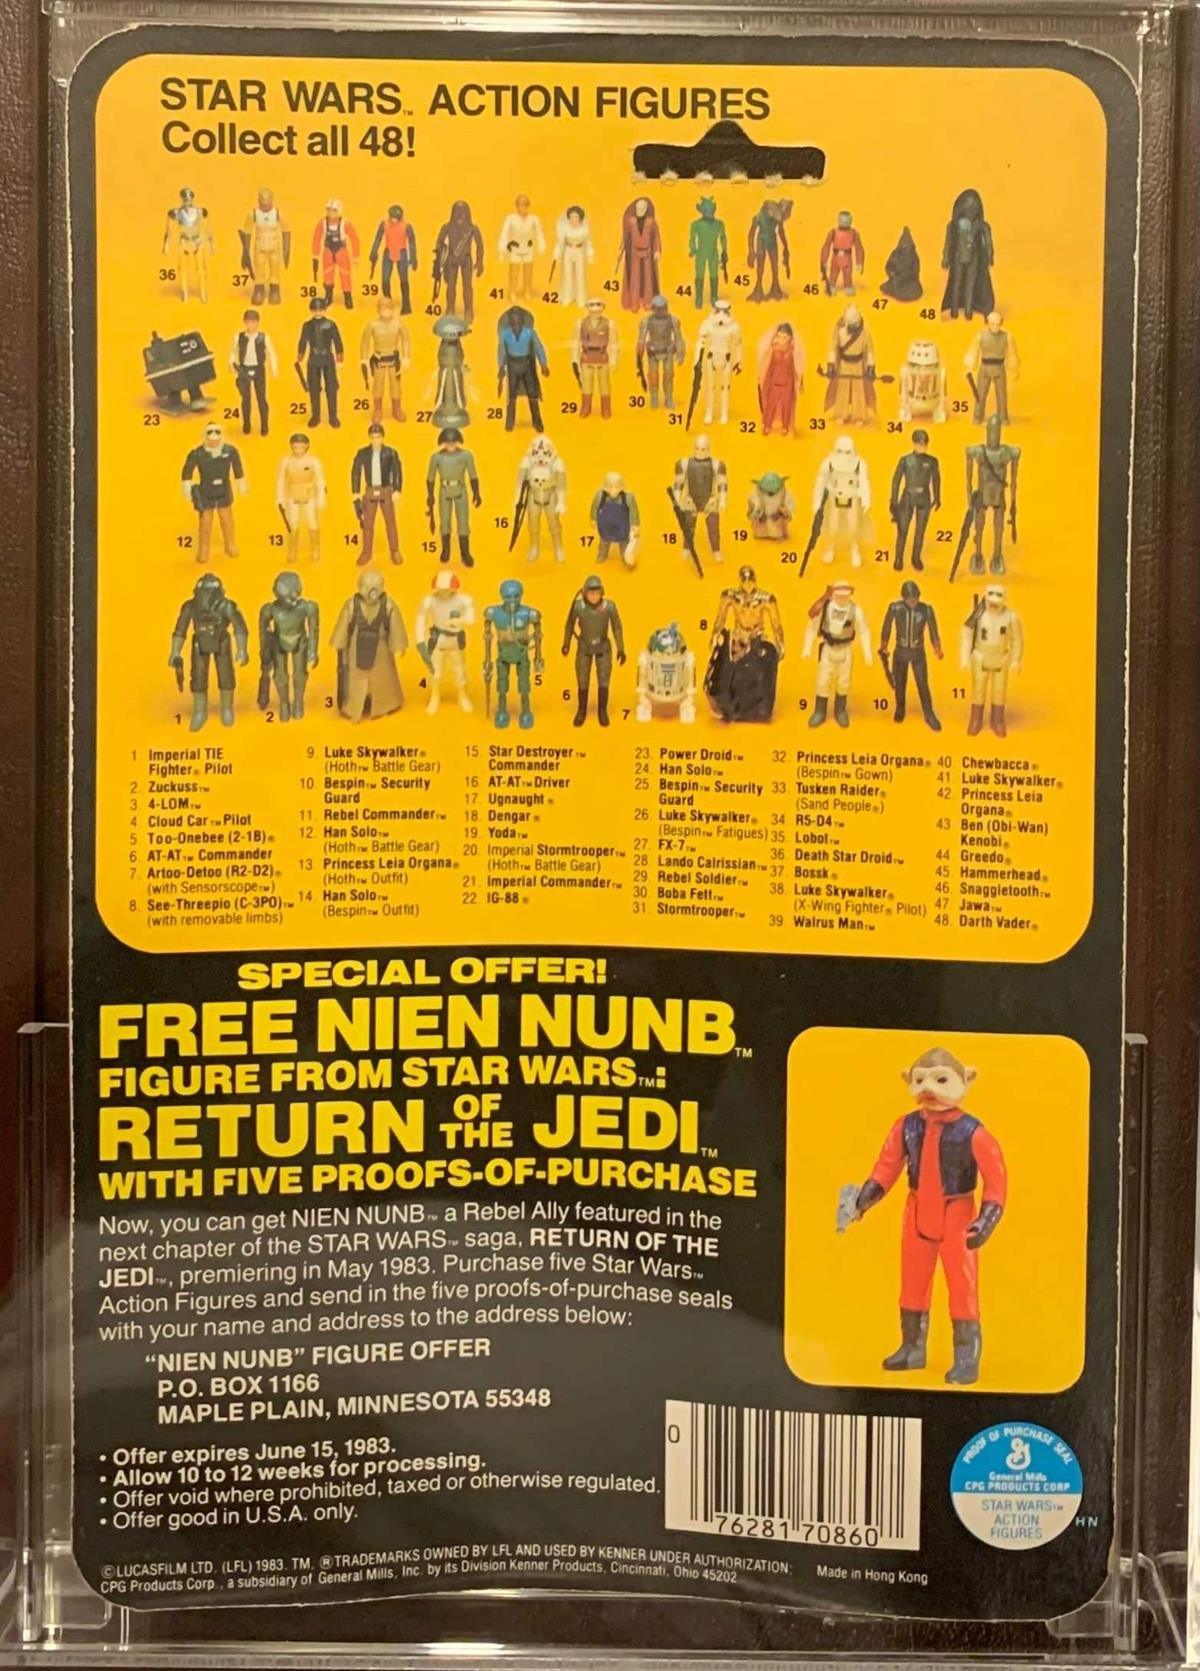 STAR WARS™ ACTION FIGURES
Collect all 48!
36
37
38
39
40
41
42
43
44
45
46
47
48
23
24
25
26
27
28
29
30
31
32
33
34
35
12
13
14
15
16
17
18
19
20
21
22
1
2
3
4
5
6
7
8
9
10
11
1. Imperial TIE
Fighter® Pilot
2. Zuckuss™
3. 4-LOM™
4. Cloud Car™ Pilot
5. Too-Onebee (2-1B)®
6. AT-AT™ Commander
7. Artoo-Detoo (R2-D2)®
(with Sensorscope™)
8. See-Threepio (C-3PO)™
(with removable limbs)
9. Luke Skywalker®
(Hoth™ Battle Gear)
10. Bespin™ Security
Guard
11. Rebel Commander™
12. Han Solo™
(Hoth™ Battle Gear)
13. Princess Leia Organa®
(Hoth™ Outfit)
14. Han Solo™
(Bespin™ Outfit)
15. Star Destroyer™
Commander
16. AT-AT™ Driver
17. Ugnaught®
18. Dengar®
19. Yoda™
20. Imperial Stormtrooper™
(Hoth™ Battle Gear)
21. Imperial Commander™
22. IG-88®
23. Power Droid™
24. Han Solo™
25. Bespin™ Security
Guard
26. Luke Skywalker®
(Bespin™ Fatigues)
27. FX-7™
28. Lando Calrissian™
29. Rebel Soldier™
30. Boba Fett™
31. Stormtrooper™
32. Princess Leia Organa®
(Bespin™ Gown)
33. Tusken Raider®
(Sand People®)
34. R5-D4™
35. Lobot™
36. Death Star Droid™
37. Bossk®
38. Luke Skywalker®
(X-Wing Fighter® Pilot)
39. Walrus Man™
40. Chewbacca®
41. Luke Skywalker®
42. Princess Leia
Organa®
43. Ben (Obi-Wan)
Kenobi®
44. Greedo®
45. Hammerhead®
46. Snaggletooth™
47. Jawa™
48. Darth Vader®
SPECIAL OFFER!
FREE NIEN NUNB™
FIGURE FROM STAR WARS™:
RETURN OF THE JEDI™
WITH FIVE PROOFS-OF-PURCHASE
Now, you can get NIEN NUNB™ a Rebel Ally featured in the
next chapter of the STAR WARS™ saga, RETURN OF THE
JEDI™, premiering in May 1983. Purchase five Star Wars™
Action Figures and send in the five proofs-of-purchase seals
with your name and address to the address below:
"NIEN NUNB" FIGURE OFFER
P.O. BOX 1166
MAPLE PLAIN, MINNESOTA 55348
• Offer expires June 15, 1983.
• Allow 10 to 12 weeks for processing.
• Offer void where prohibited, taxed or otherwise regulated.
• Offer good in U.S.A. only.
0
76281 70860
PROOF OF PURCHASE SEAL
General Mills
CPG PRODUCTS CORP
STAR WARS™
ACTION
FIGURES
HN
©LUCASFILM LTD. (LFL) 1983. TM, ®TRADEMARKS OWNED BY LFL AND USED BY KENNER UNDER AUTHORIZATION:
CPG Products Corp., a subsidiary of General Mills, Inc. by its Division Kenner Products, Cincinnati, Ohio 45202
Made in Hong Kong